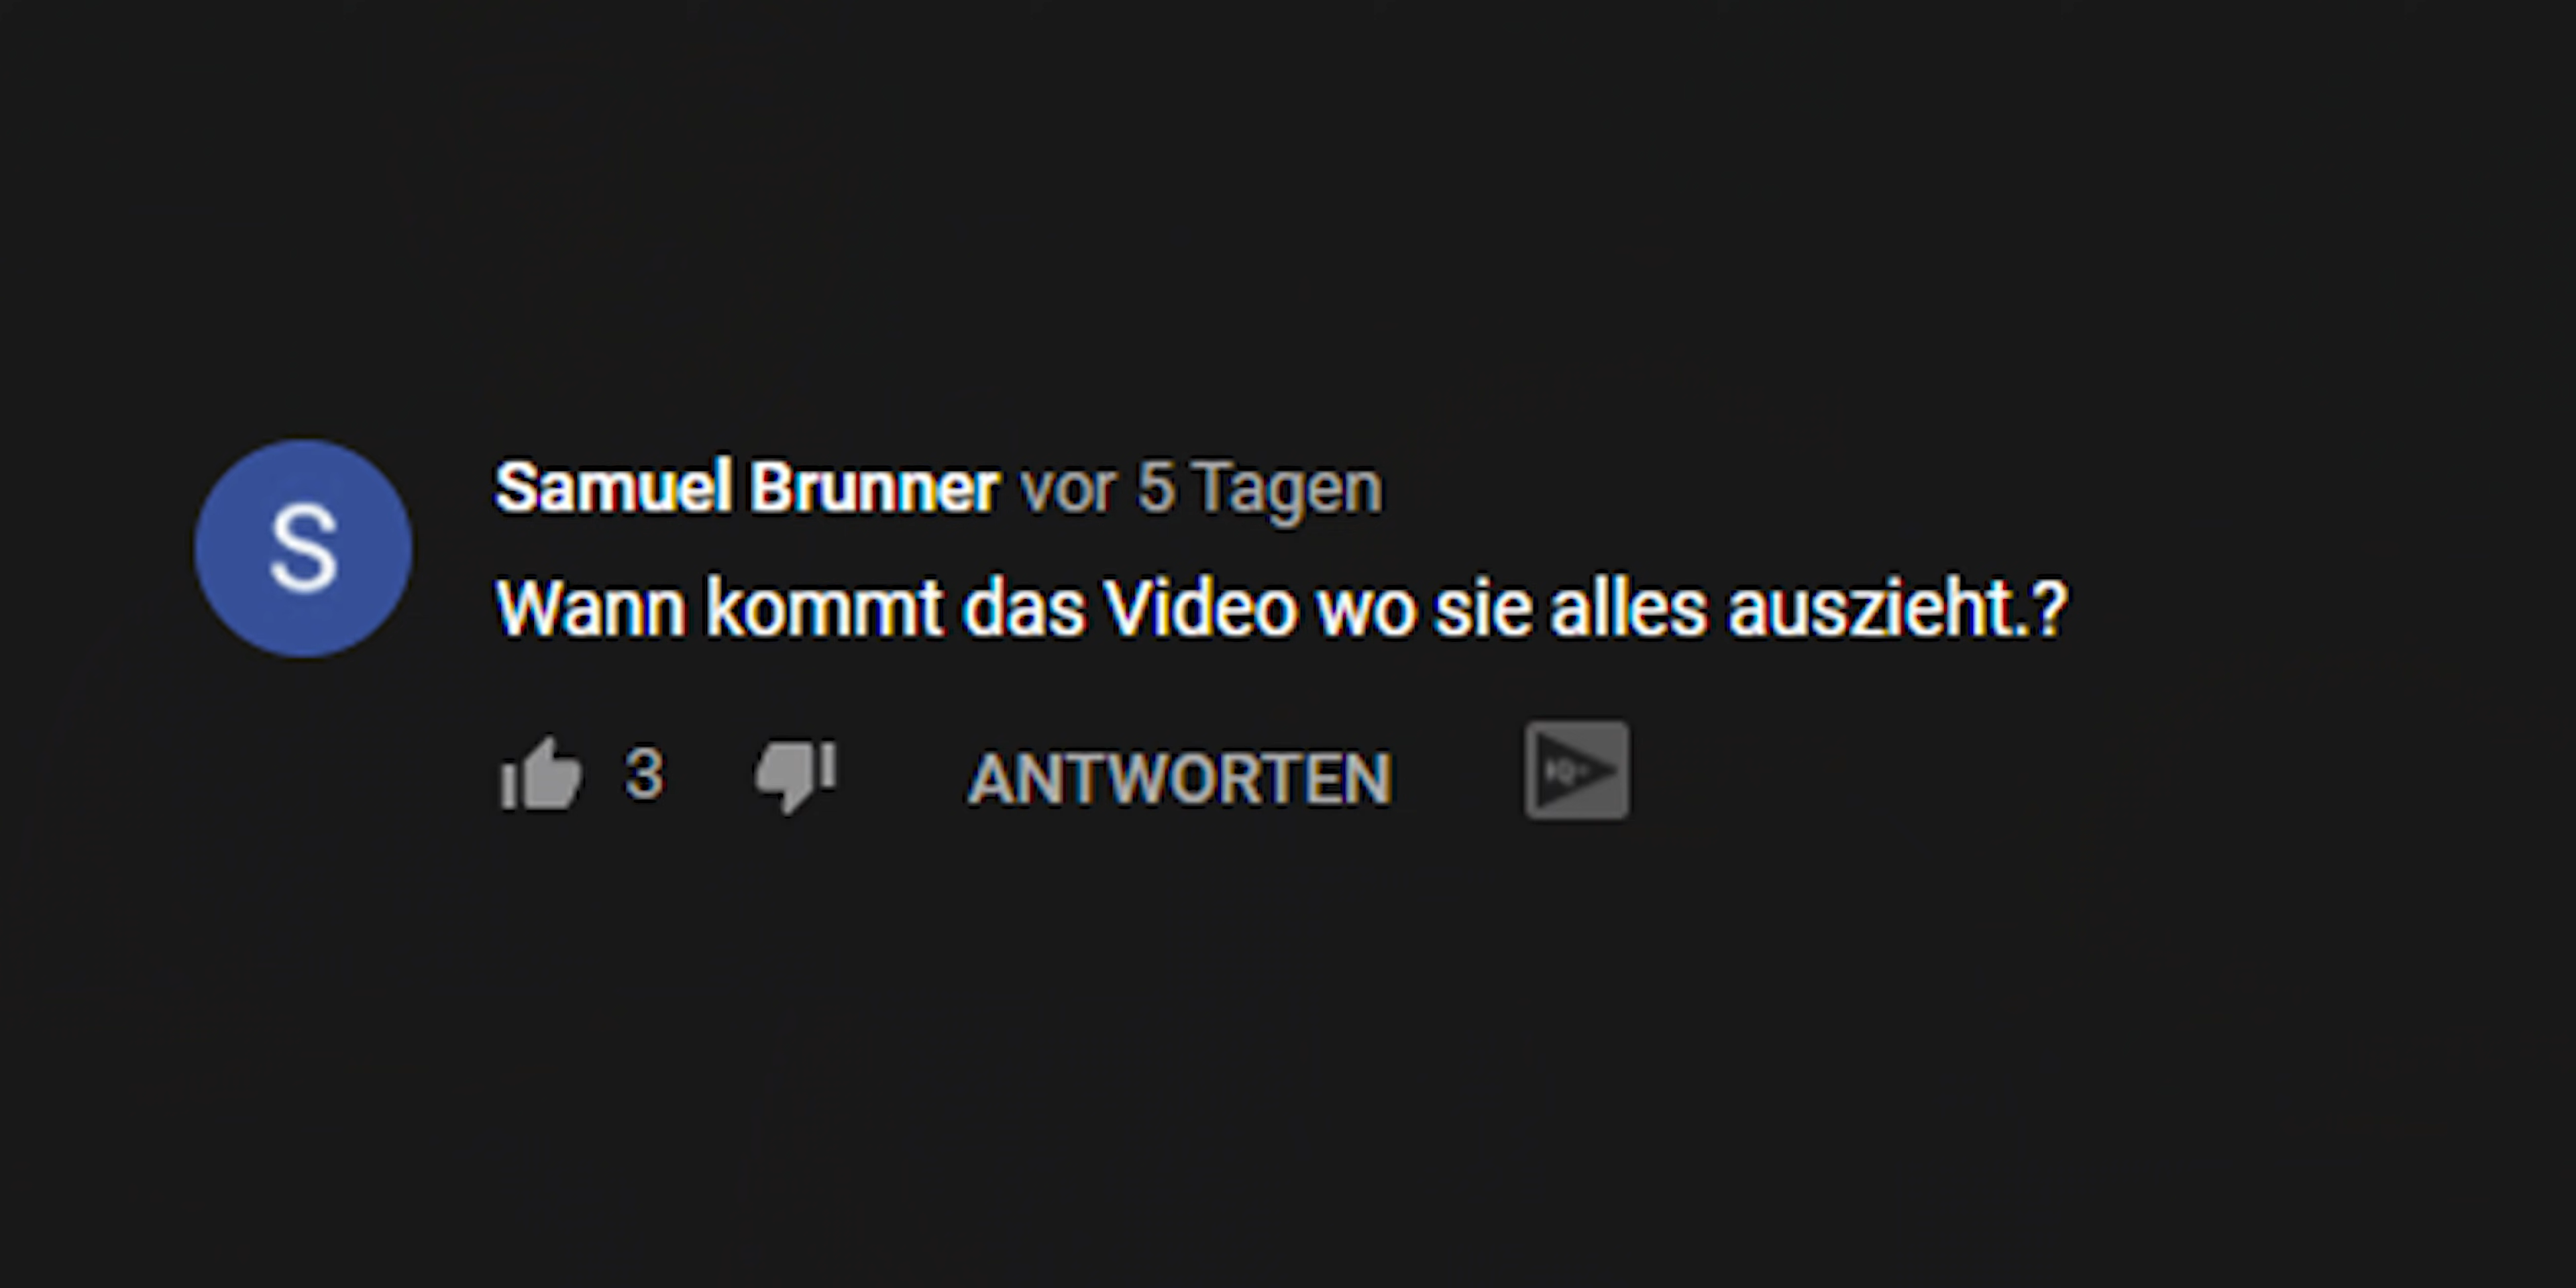 S
Samuel Brunner vor 5 Tagen
Wann kommt das Video wo sie alles auszieht.?
3 ANTWORTEN